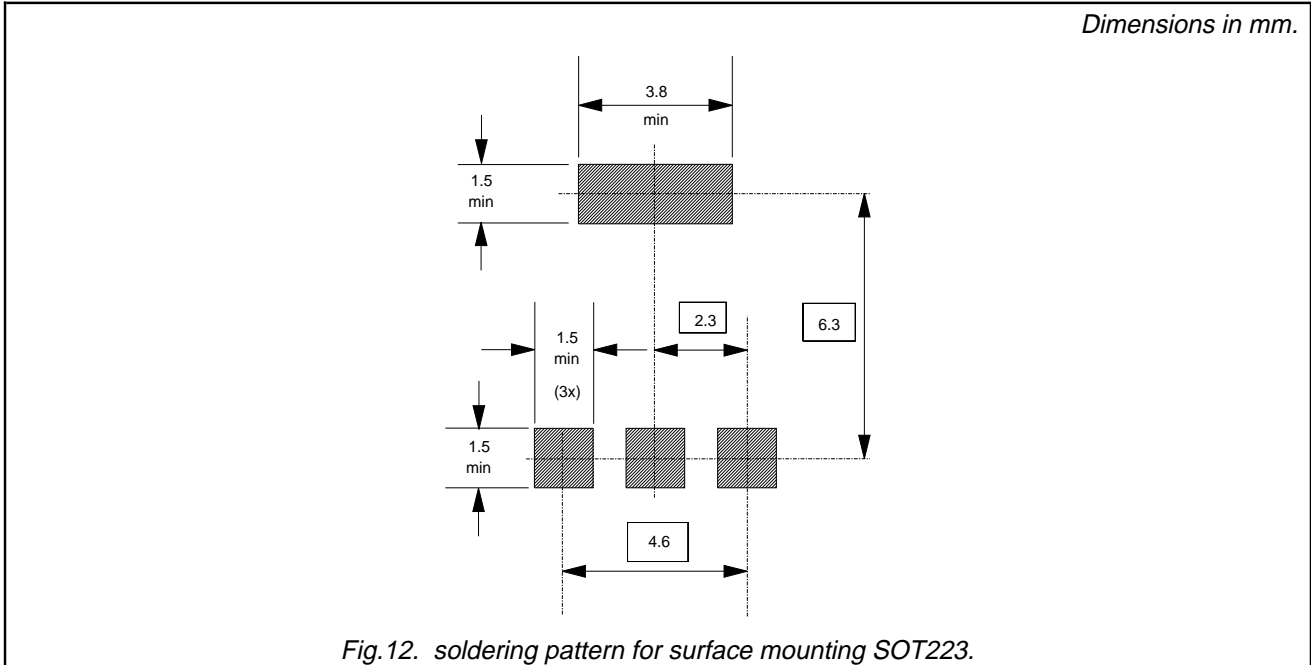 Dimensions in mm.
3.8
min
1.5
min
2.3
6.3
1.5
min
(3x)
1.5
min
4.6
Fig.12. soldering pattern for surface mounting SOT223.